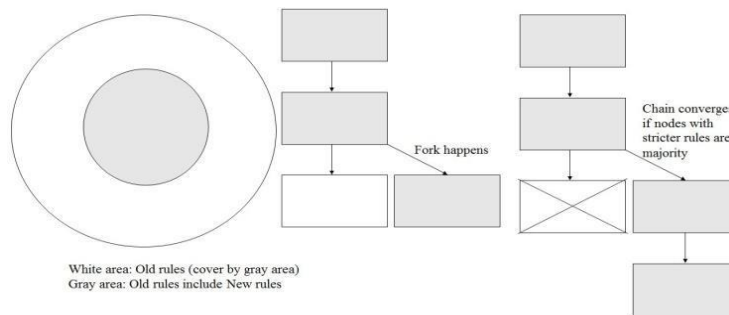 Fork happens
Chain converges
if nodes with
stricter rules are
majority
White area: Old rules (cover by gray area)
Gray area: Old rules include New rules